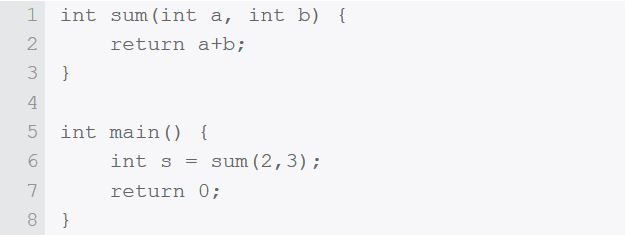 1 int sum(int a, int b) {
2     return a+b;
3 }
4
5 int main() {
6     int s = sum(2,3);
7     return 0;
8 }